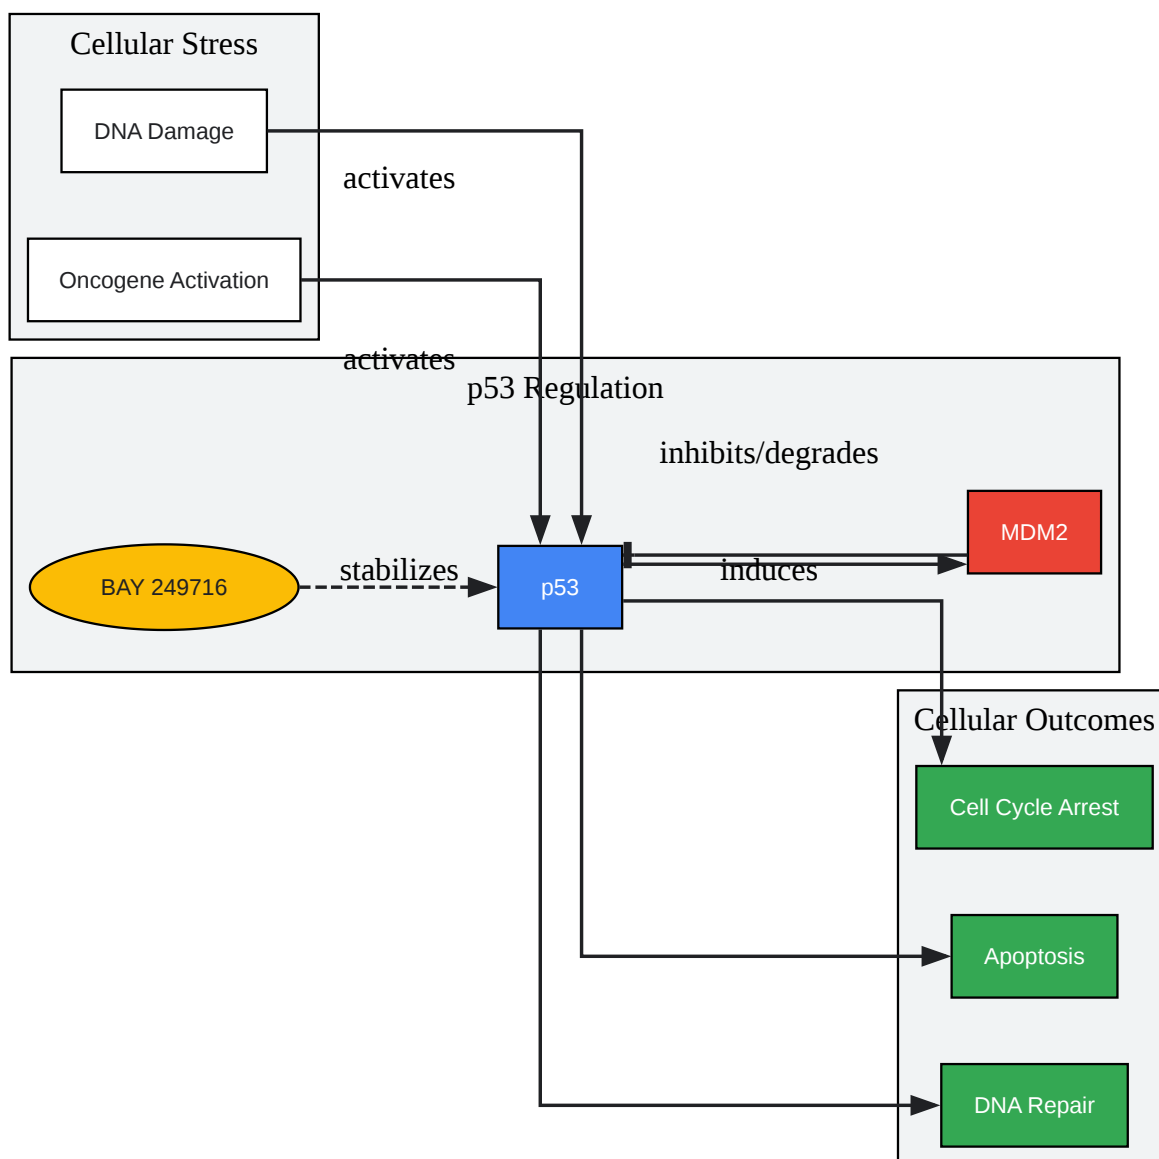 Cellular Stress
DNA Damage
activates
Oncogene Activation
activates
p53 Regulation
inhibits/degrades
MDM2
BAY 249716
stabilizes
p53
induces
Cellular Outcomes
Cell Cycle Arrest
Apoptosis
DNA Repair